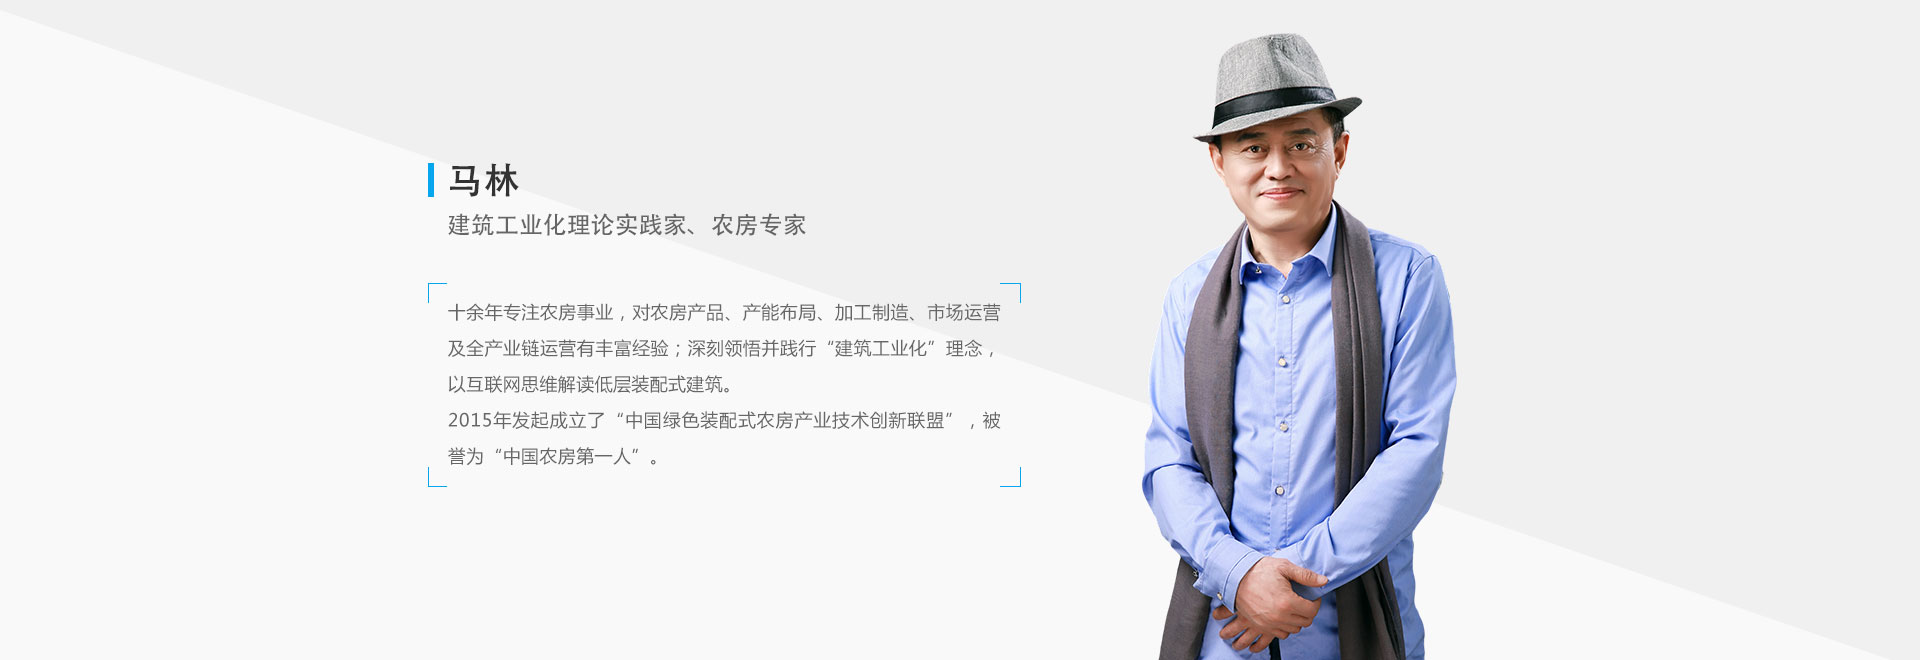 马林
建筑工业化理论实践家、农房专家
十余年专注农房事业，对农房产品、产能布局、加工制造、市场运营
及全产业链运营有丰富经验；深刻领悟并践行“建筑工业化”理念，
以互联网思维解读低层装配式建筑。
2015年发起成立了“中国绿色装配式农房产业技术创新联盟”，被
誉为“中国农房第一人”。